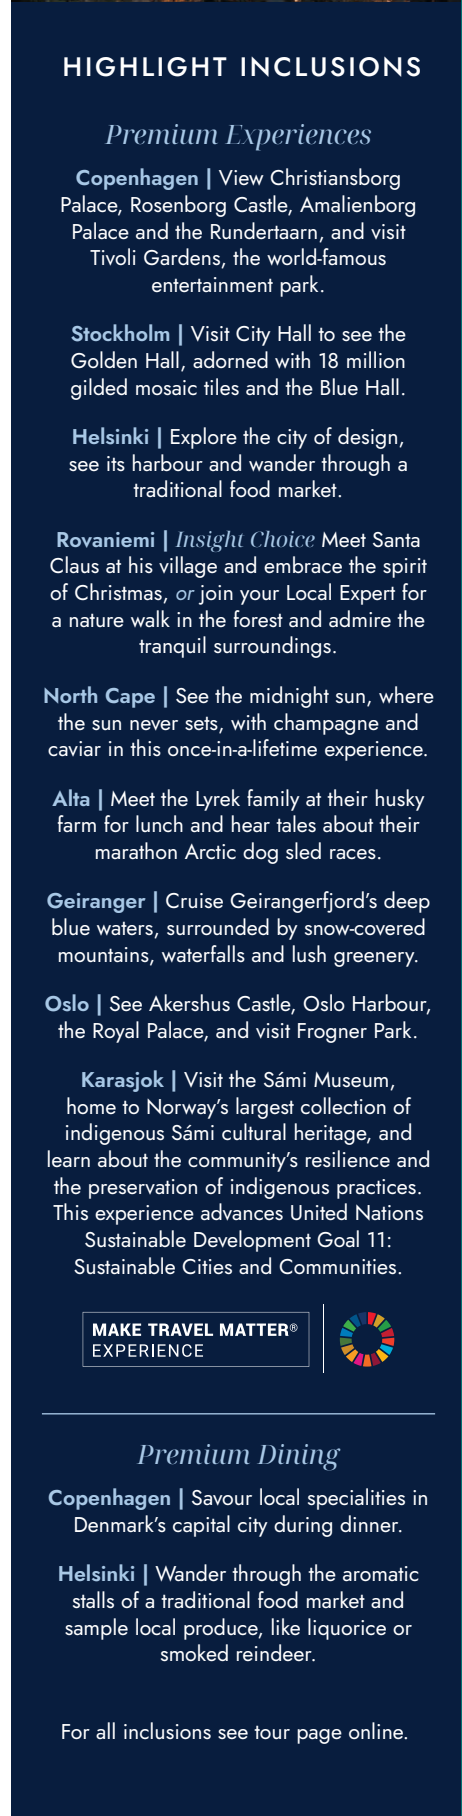 HIGHLIGHT INCLUSIONS
Premium Experiences
Copenhagen | View Christiansborg
Palace, Rosenborg Castle, Amalienborg
Palace and the Rundertaarn, and visit
Tivoli Gardens, the world-famous
entertainment park.
Stockholm | Visit City Hall to see the
Golden Hall, adorned with 18 million
gilded mosaic tiles and the Blue Hall.
Helsinki | Explore the city of design,
see its harbour and wander through a
traditional food market.
Rovaniemi | Insight Choice Meet Santa
Claus at his village and embrace the spirit
of Christmas, or join your Local Expert for
a nature walk in the forest and admire the
tranquil surroundings.
North Cape | See the midnight sun, where
the sun never sets, with champagne and
caviar in this once-in-a-lifetime experience.
Alta | Meet the Lyrek family at their husky
farm for lunch and hear tales about their
marathon Arctic dog sled races.
Geiranger | Cruise Geirangerfjord's deep
blue waters, surrounded by snow-covered
mountains, waterfalls and lush greenery.
Oslo | See Akershus Castle, Oslo Harbour,
the Royal Palace, and visit Frogner Park.
Karasjok | Visit the Sámi Museum,
home to Norway's largest collection of
indigenous Sámi cultural heritage, and
learn about the community's resilience and
the preservation of indigenous practices.
This experience advances United Nations
Sustainable Development Goal 11:
Sustainable Cities and Communities.
MAKE TRAVEL MATTER®
EXPERIENCE
Premium Dining
Copenhagen | Savour local specialities in
Denmark's capital city during dinner.
Helsinki | Wander through the aromatic
stalls of a traditional food market and
sample local produce, like liquorice or
smoked reindeer.
For all inclusions see tour page online.